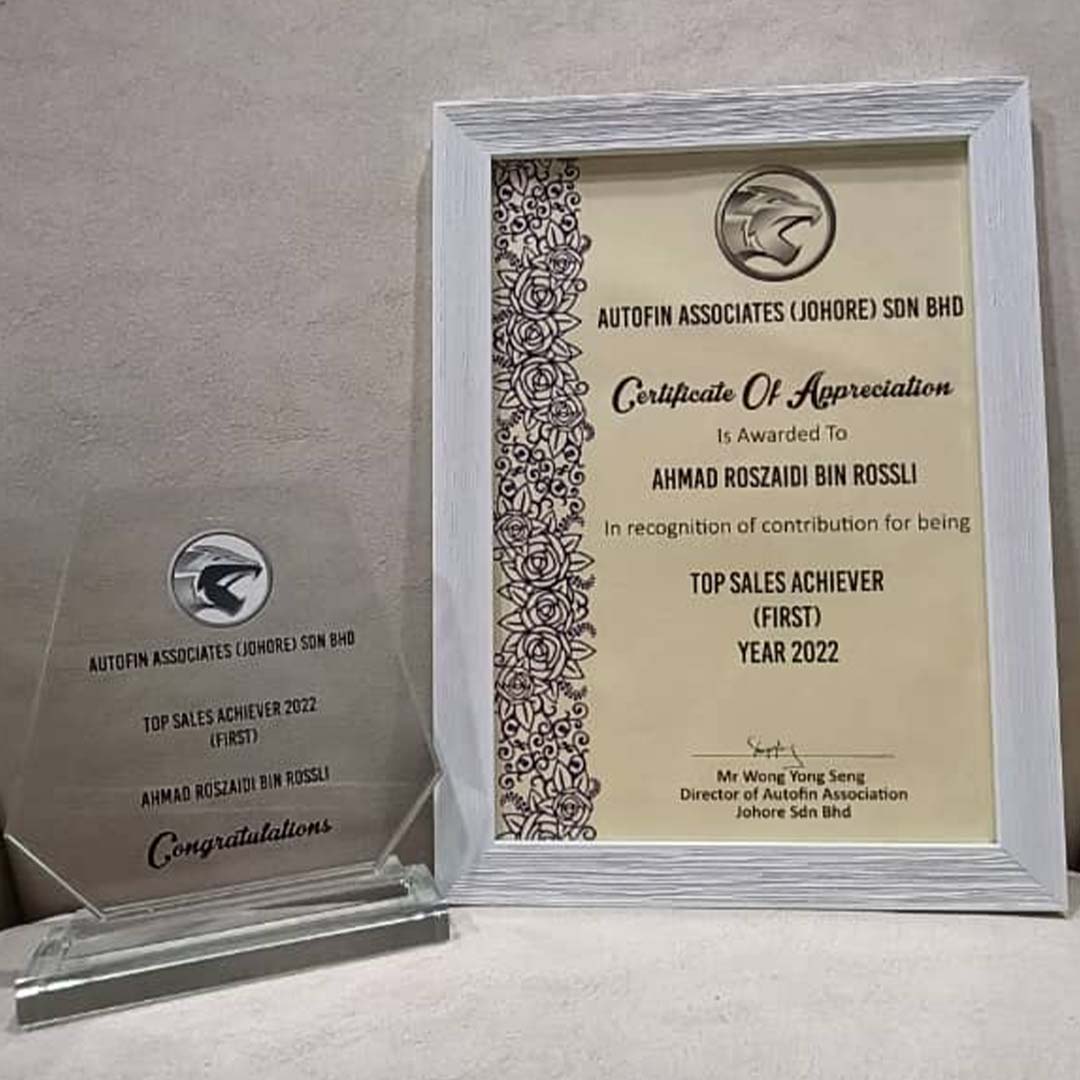 AUTOFIN ASSOCIATES (JOHORE) SDN BHD
TOP SALES ACHIEVER 2022
(FIRST)
AHMAD ROSZAIDI BIN ROSSLI
Congratulations
AUTOFIN ASSOCIATES (JOHORE) SDN BHD
Certificate Of Appreciation
Is Awarded To
AHMAD ROSZAIDI BIN ROSSLI
In recognition of contribution for being
TOP SALES ACHIEVER
(FIRST)
YEAR 2022
Mr Wong Yong Seng
Director of Autofin Association
Johore Sdn Bhd